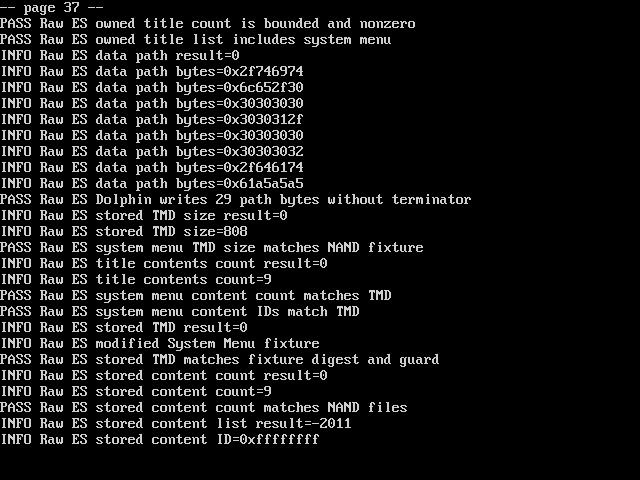 -- page 37 --
PASS Raw ES owned title count is bounded and nonzero
PASS Raw ES owned title list includes system menu
INFO Raw ES data path result=0
INFO Raw ES data path bytes=0x2f746974
INFO Raw ES data path bytes=0x6c652f30
INFO Raw ES data path bytes=0x30303030
INFO Raw ES data path bytes=0x3030312f
INFO Raw ES data path bytes=0x30303030
INFO Raw ES data path bytes=0x30303032
INFO Raw ES data path bytes=0x2f646174
INFO Raw ES data path bytes=0x61a5a5a5
PASS Raw ES Dolphin writes 29 path bytes without terminator
INFO Raw ES stored TMD size result=0
INFO Raw ES stored TMD size=808
PASS Raw ES system menu TMD size matches NAND fixture
INFO Raw ES title contents count result=0
INFO Raw ES title contents count=9
PASS Raw ES system menu content count matches TMD
PASS Raw ES system menu content IDs match TMD
INFO Raw ES stored TMD result=0
INFO Raw ES modified System Menu fixture
PASS Raw ES stored TMD matches fixture digest and guard
INFO Raw ES stored content count result=0
INFO Raw ES stored content count=9
PASS Raw ES stored content count matches NAND files
INFO Raw ES stored content list result=-2011
INFO Raw ES stored content ID=0xffffffff